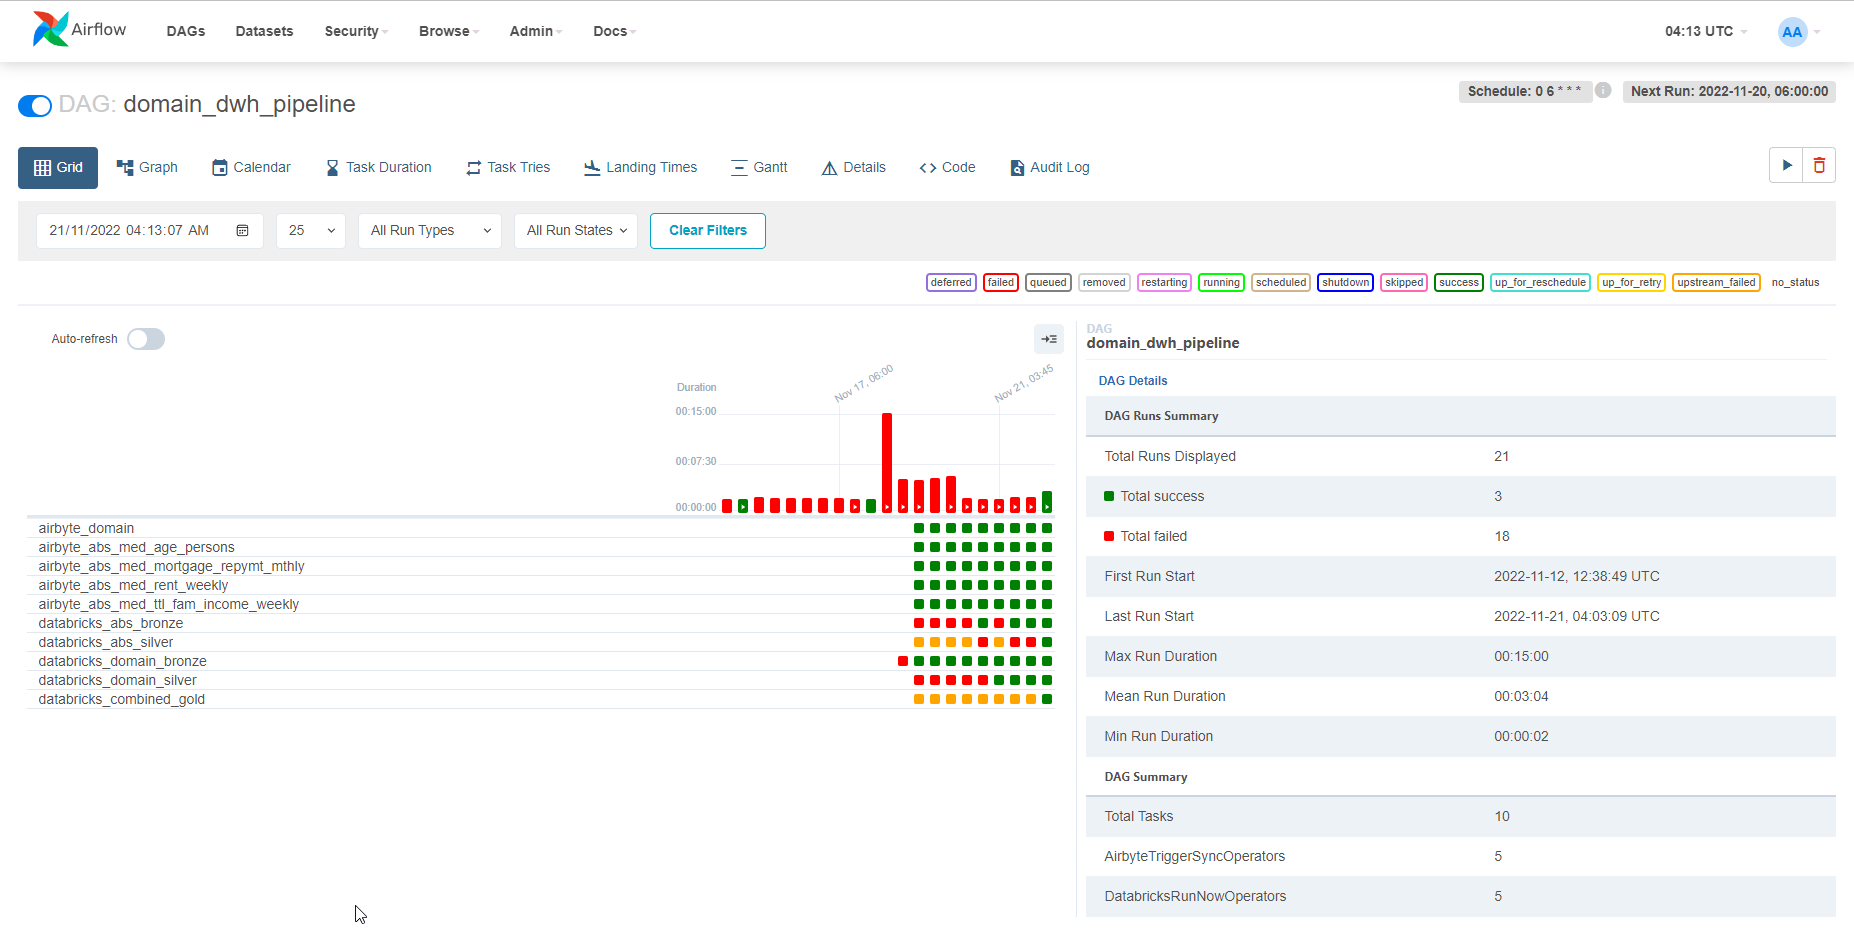 Airflow DAGs Datasets Security Browse Admin Docs 04:13 UTC AA
DAG: domain_dwh_pipeline Schedule: 0 6 * * * i Next Run: 2022-11-20, 06:00:00
Grid Graph Calendar Task Duration Task Tries Landing Times Gantt Details Code Audit Log
21/11/2022 04:13:07 AM 25 All Run Types All Run States Clear Filters
deferred failed queued removed restarting running scheduled shutdown skipped success up_for_reschedule up_for_retry upstream_failed no_status
Auto-refresh
Duration
Nov 17, 06:00
Nov 21, 03:45
00:15:00
00:07:30
00:00:00
airbyte_domain
airbyte_abs_med_age_persons
airbyte_abs_med_mortgage_repymt_mthly
airbyte_abs_med_rent_weekly
airbyte_abs_med_ttl_fam_income_weekly
databricks_abs_bronze
databricks_abs_silver
databricks_domain_bronze
databricks_domain_silver
databricks_combined_gold
DAG
domain_dwh_pipeline
DAG Details
DAG Runs Summary
Total Runs Displayed 21
Total success 3
Total failed 18
First Run Start 2022-11-12, 12:38:49 UTC
Last Run Start 2022-11-21, 04:03:09 UTC
Max Run Duration 00:15:00
Mean Run Duration 00:03:04
Min Run Duration 00:00:02
DAG Summary
Total Tasks 10
AirbyteTriggerSyncOperators 5
DatabricksRunNowOperators 5